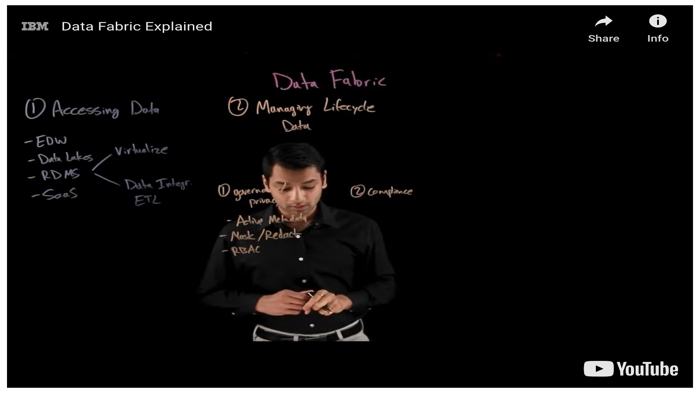 IBM Data Fabric Explained
Share
Info
Data Fabric
① Accessing Data
- EDW
- Data Lakes
- RDMS
- SaaS
Virtualize
Data Integr.
ETL
② Managing Lifecycle
Data
① 
privacy
- Active Metadata
- Mask/Redact
- RBAC
② Compliance
YouTube